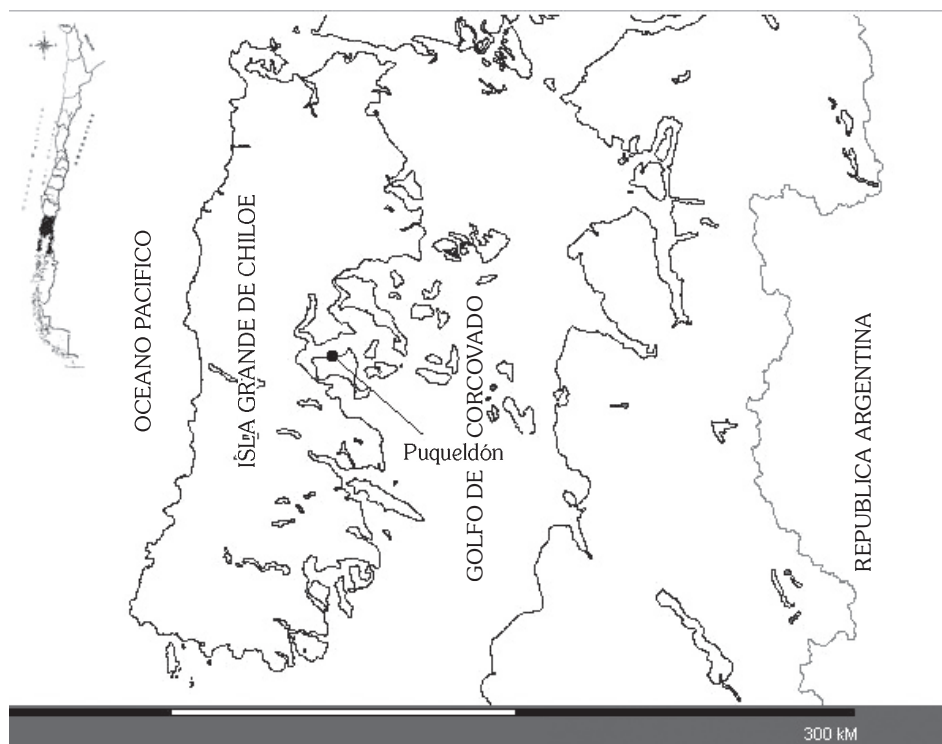 OCEANO PACIFICO
ISLA GRANDE DE CHILOE
Puqueldón
GOLFO DE CORCOVADO
REPUBLICA ARGENTINA
300 kM